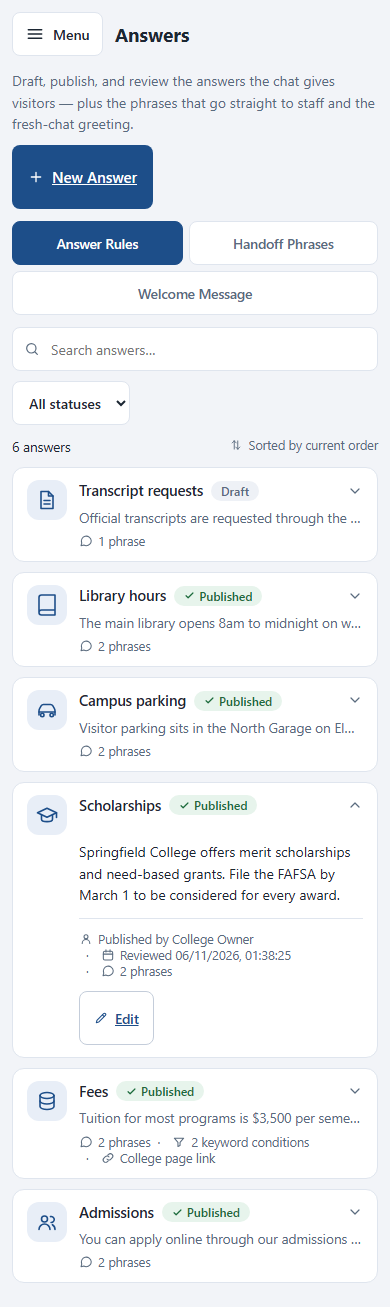 Menu
Answers
Draft, publish, and review the answers the chat gives
visitors — plus the phrases that go straight to staff and the
fresh-chat greeting.
New Answer
Answer Rules
Handoff Phrases
Welcome Message
Search answers...
All statuses
6 answers
Sorted by current order
Transcript requests
Draft
Official transcripts are requested through the ...
1 phrase
Library hours
Published
The main library opens 8am to midnight on w...
2 phrases
Campus parking
Published
Visitor parking sits in the North Garage on El...
2 phrases
Scholarships
Published
Springfield College offers merit scholarships
and need-based grants. File the FAFSA by
March 1 to be considered for every award.
Published by College Owner
· Reviewed 06/11/2026, 01:38:25
· 2 phrases
Edit
Fees
Published
Tuition for most programs is $3,500 per seme...
2 phrases · 2 keyword conditions
· College page link
Admissions
Published
You can apply online through our admissions ...
2 phrases